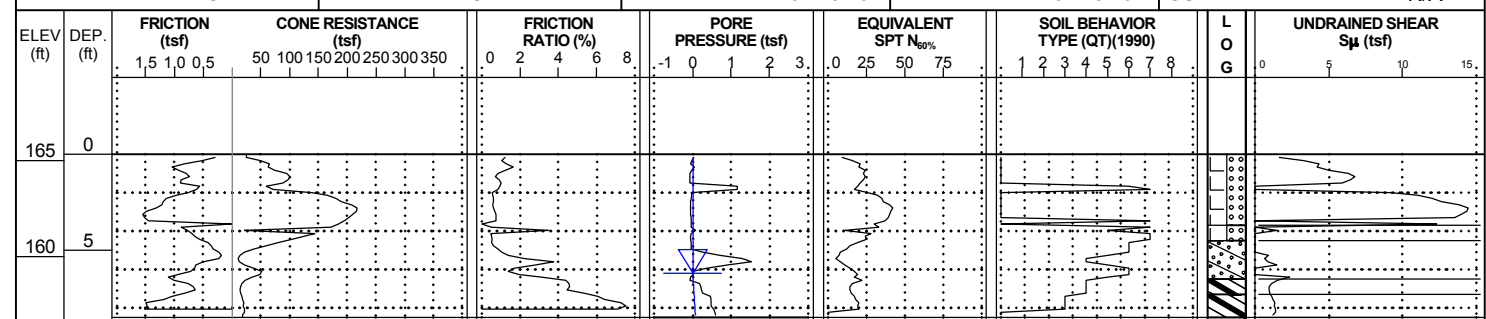 ELEV (ft)
DEP. (ft)
FRICTION (tsf)
1,5 1,0 0,5
CONE RESISTANCE (tsf)
50 100 150 200 250 300 350
FRICTION RATIO (%)
0 2 4 6 8
PORE PRESSURE (tsf)
-1 0 1 2 3
EQUIVALENT SPT N60%
0 25 50 75
SOIL BEHAVIOR TYPE (QT)(1990)
1 2 3 4 5 6 7 8
L
O
G
UNDRAINED SHEAR Sμ (tsf)
0 5 10 15
165 0
160 5